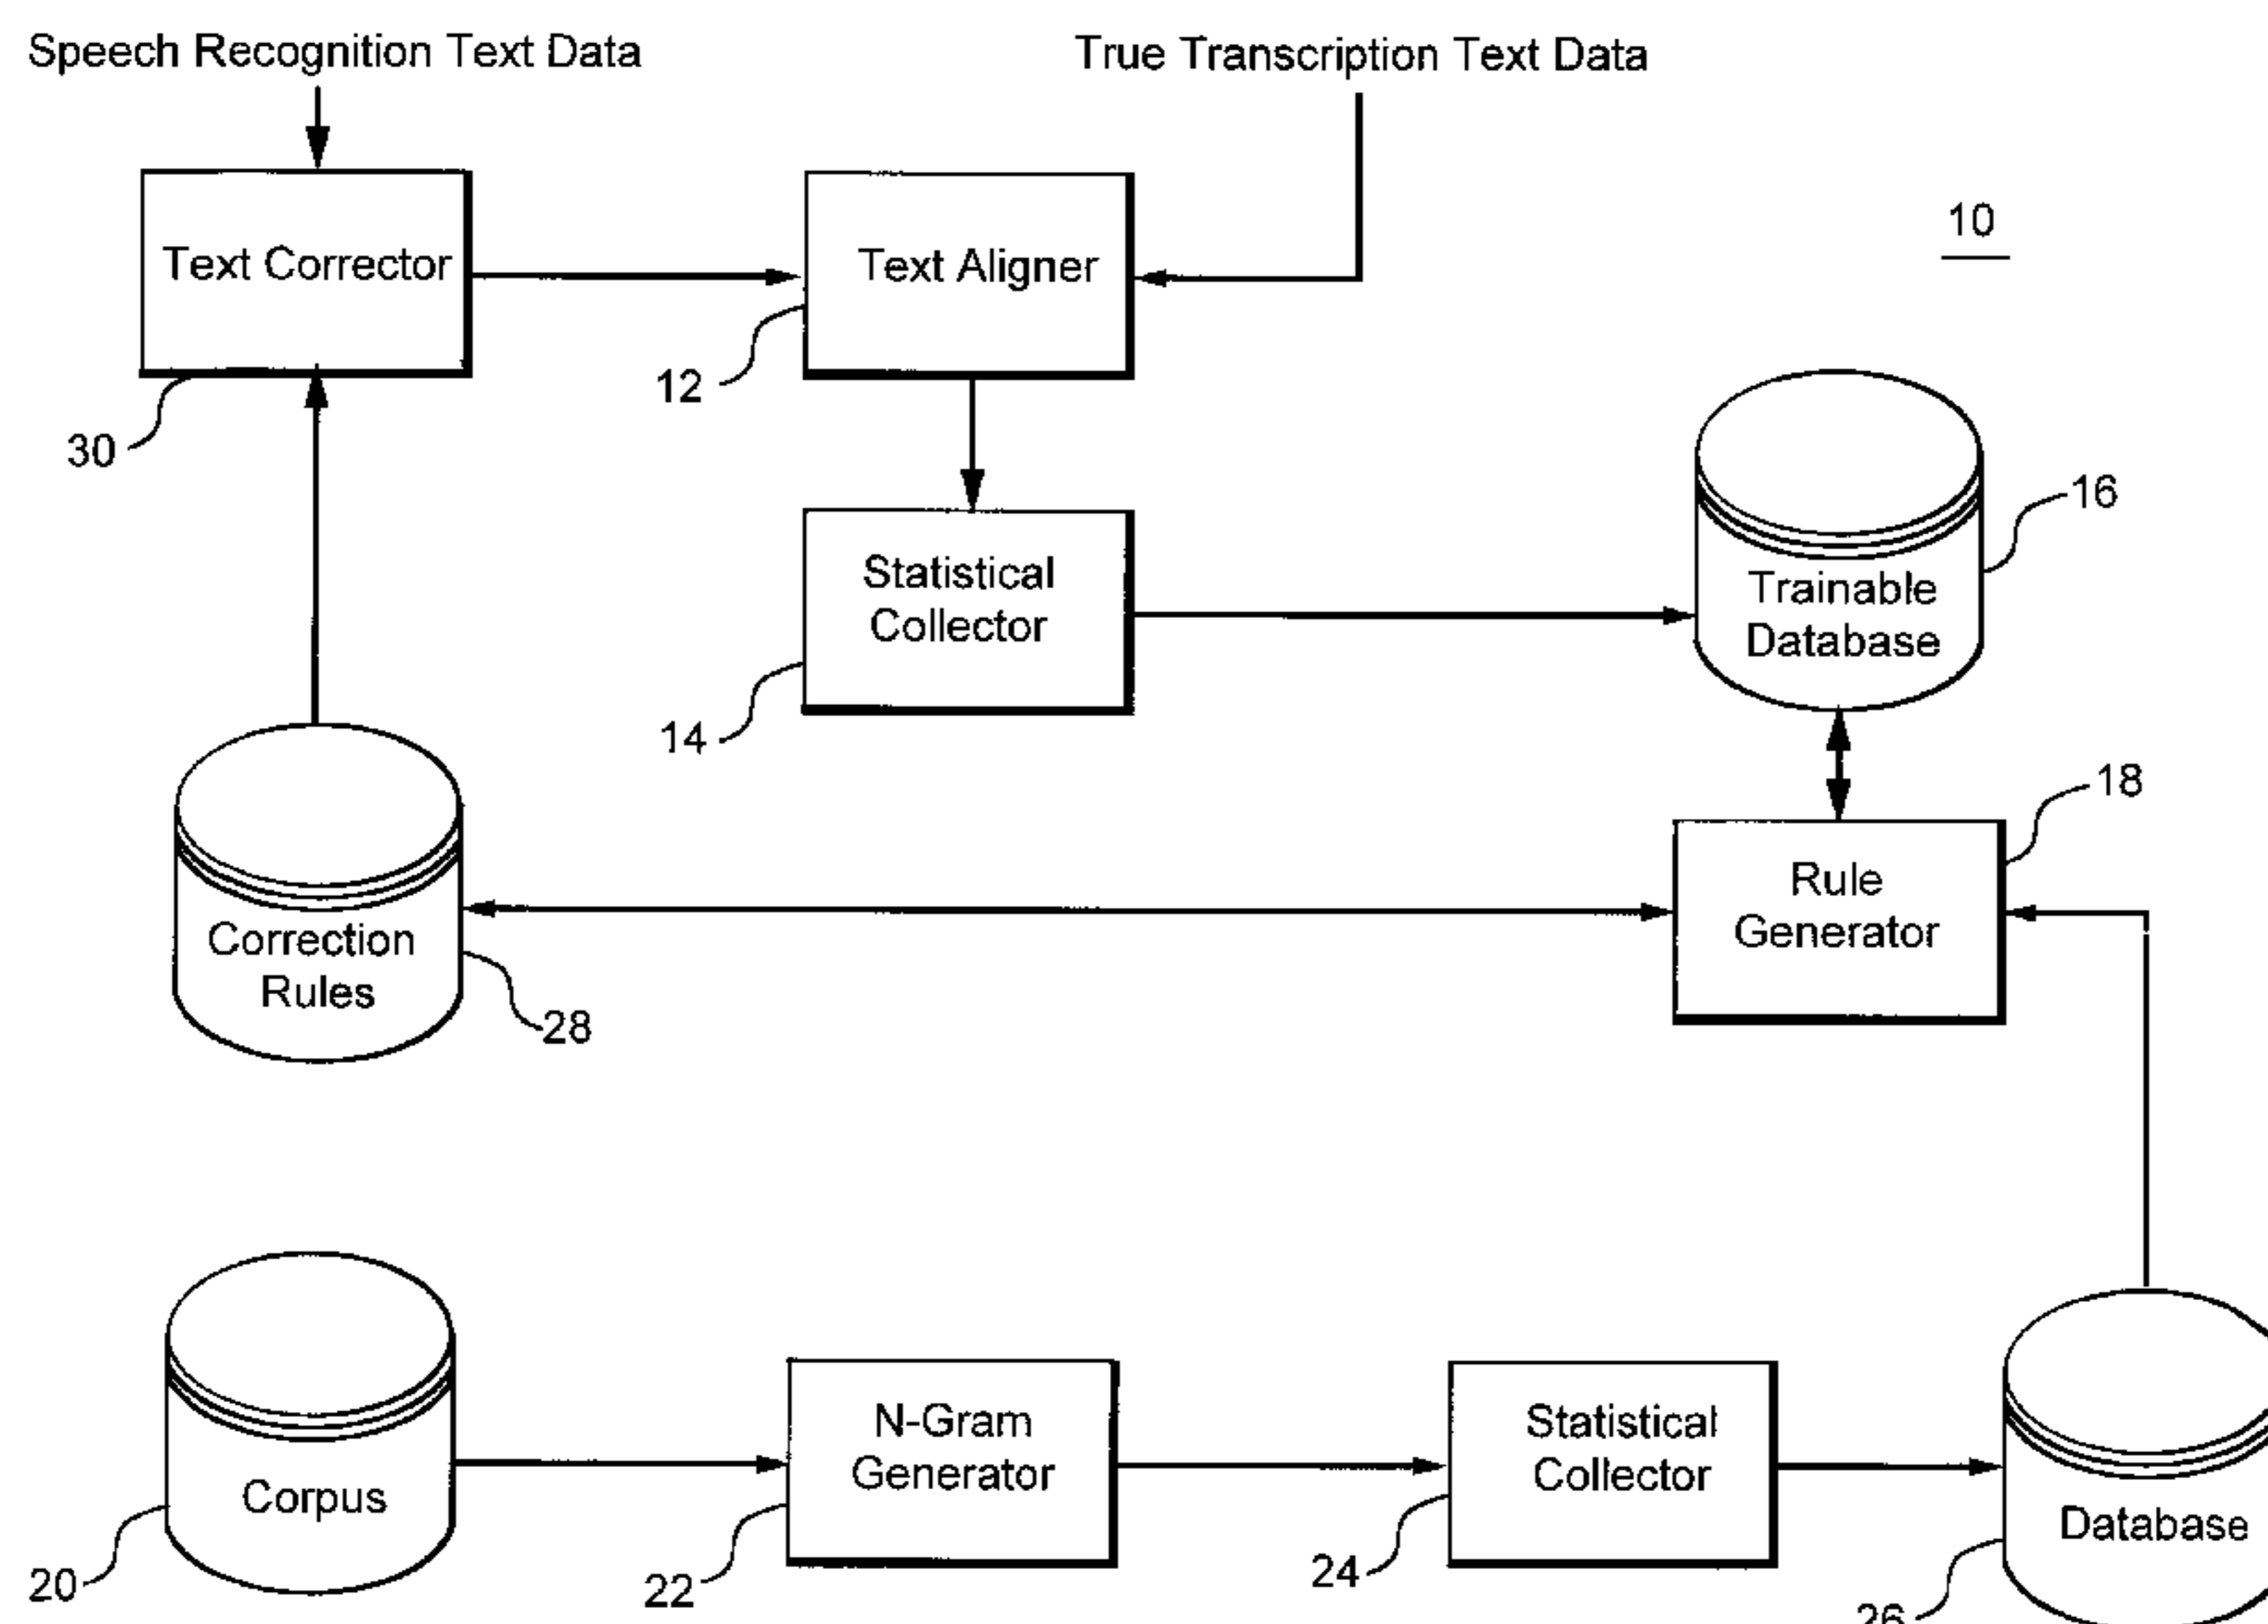 Speech Recognition Text Data
True Transcription Text Data
10
Text Corrector
Text Aligner
12
30
16
Statistical
Collector
Trainable
Database
14
18
Rule
Generator
Correction
Rules
28
N-Gram
Generator
Statistical
Collector
Corpus
Database
20
22
24
26